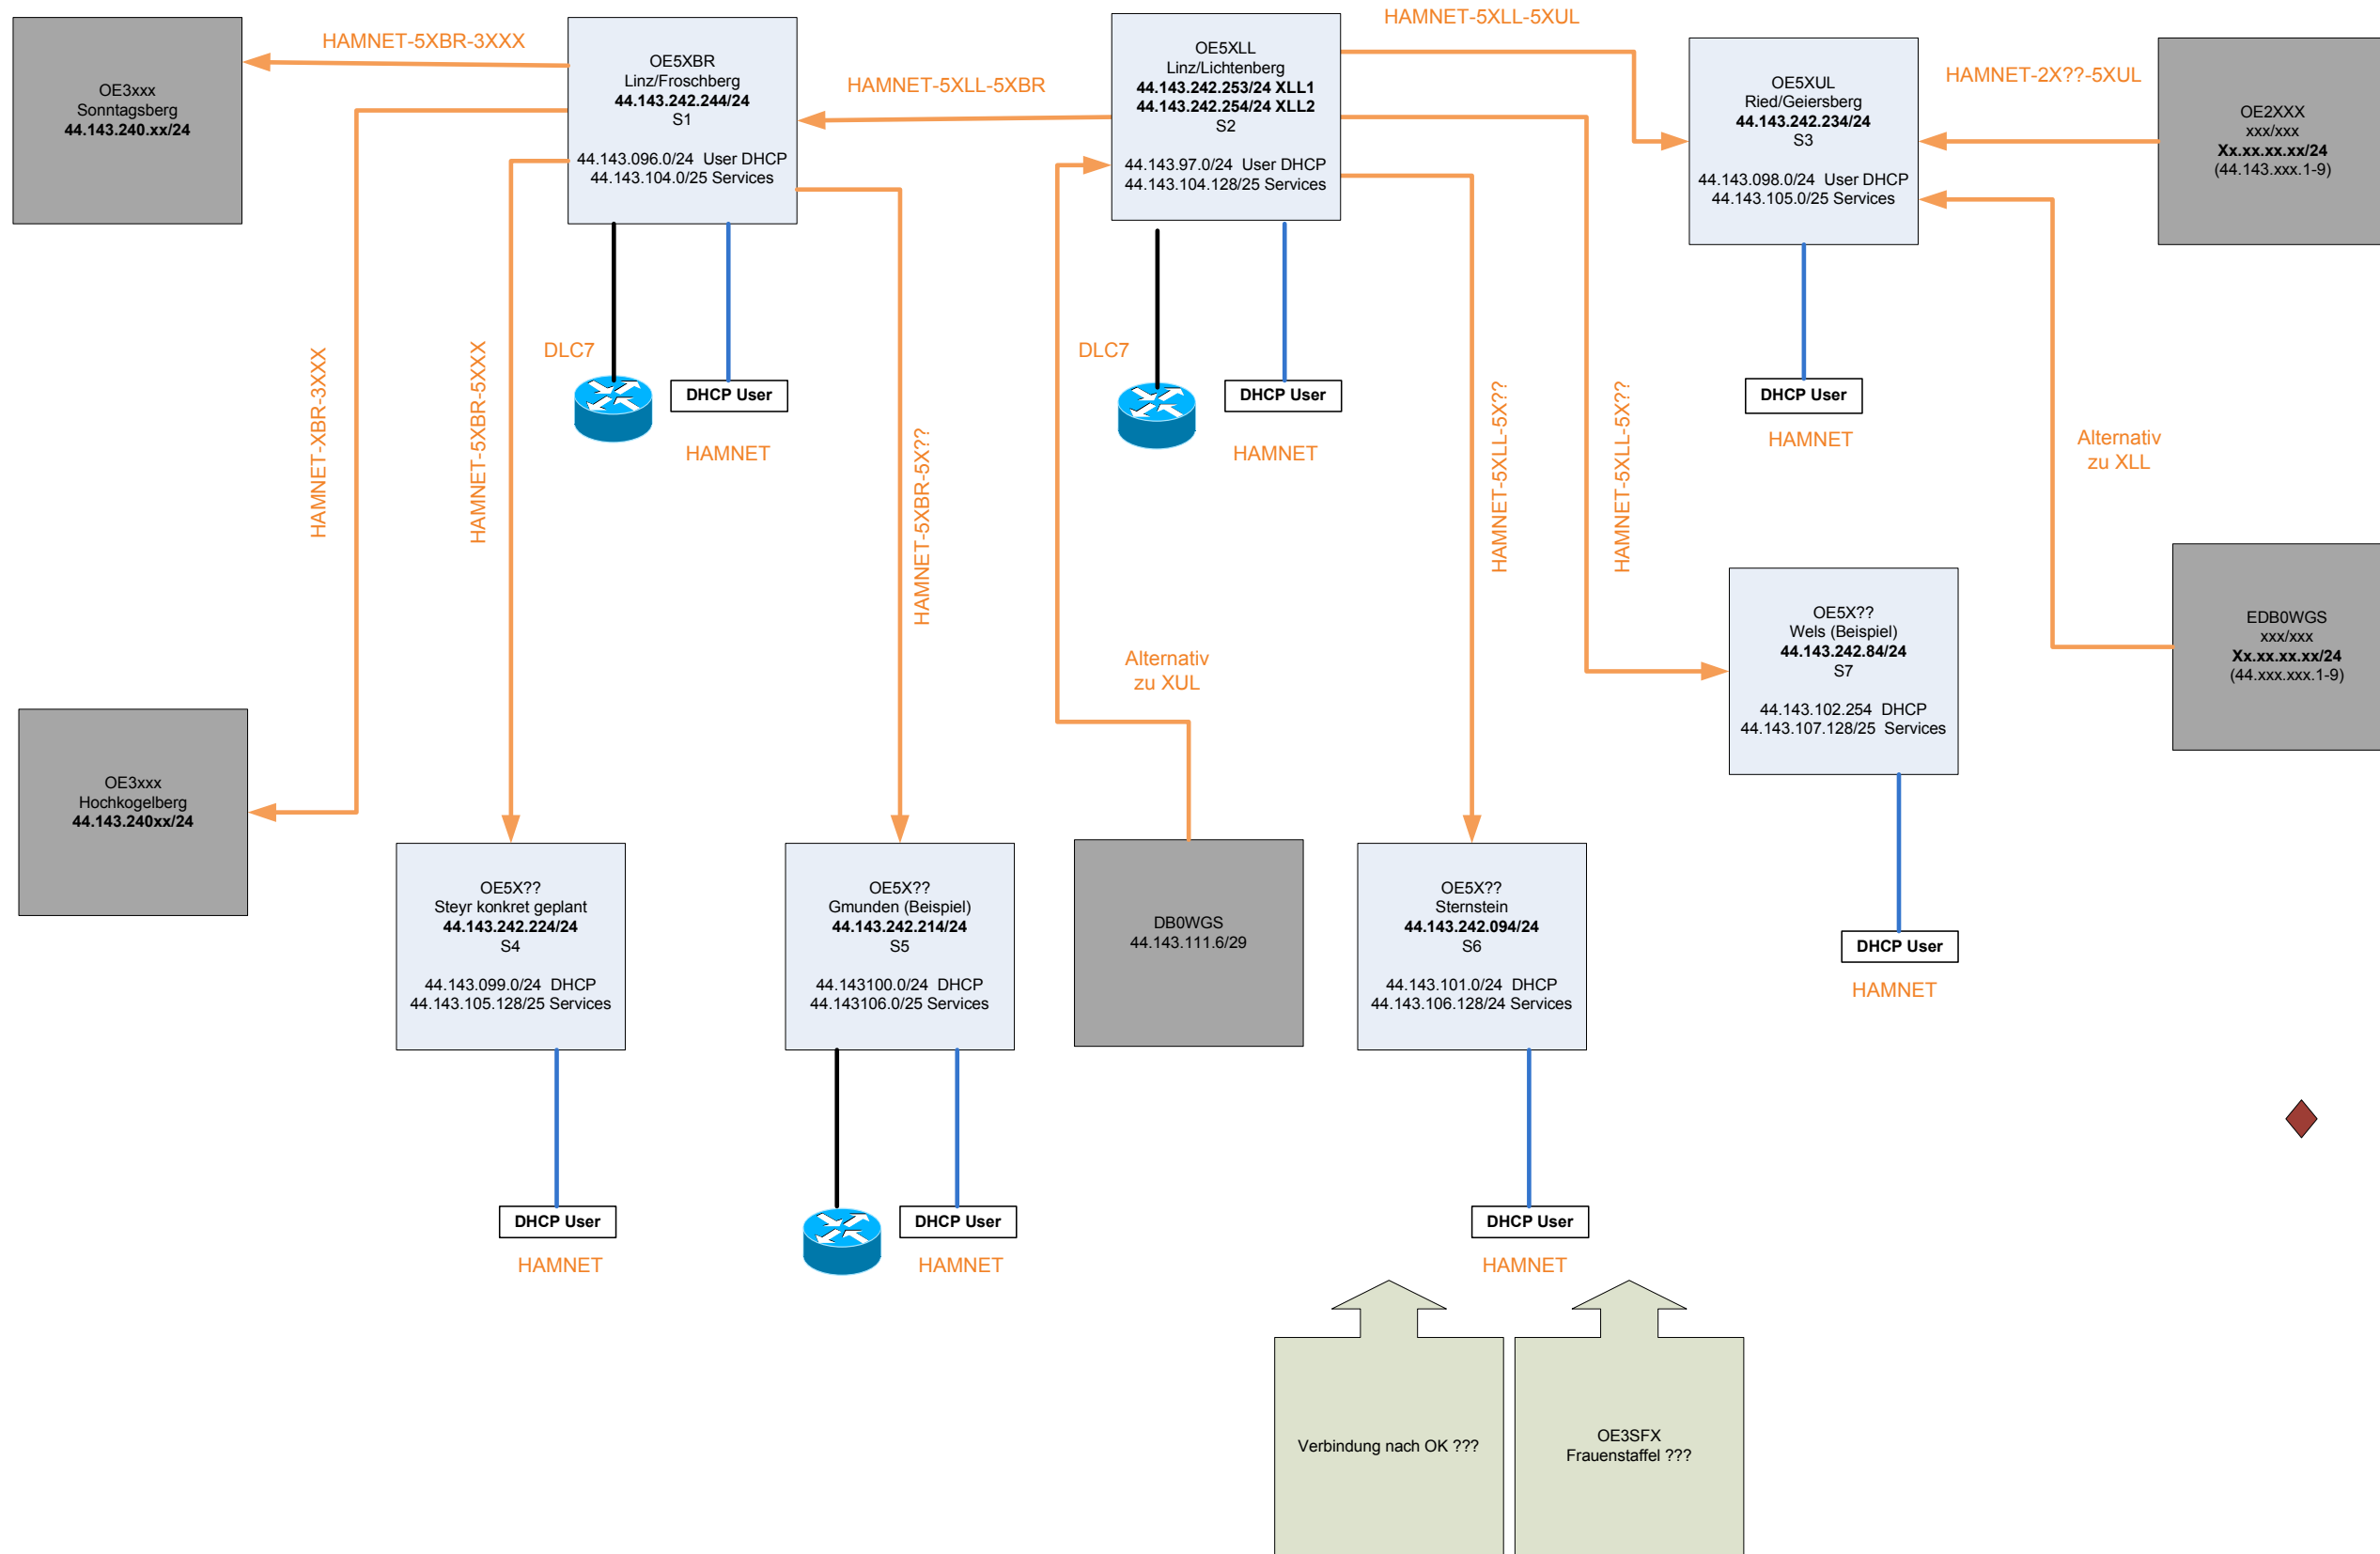 HAMNET-5XLL-5XUL
HAMNET-5XBR-3XXX
OE3xxx
Sonntagsberg
44.143.240.xx/24
OE5XBR
Linz/Froschberg
44.143.242.244/24
S1
44.143.096.0/24  User DHCP
44.143.104.0/25 Services
HAMNET-5XLL-5XBR
OE5XLL
Linz/Lichtenberg
44.143.242.253/24 XLL1
44.143.242.254/24 XLL2
S2
44.143.97.0/24  User DHCP
44.143.104.128/25 Services
OE5XUL
Ried/Geiersberg
44.143.242.234/24
S3
44.143.098.0/24  User DHCP
44.143.105.0/25 Services
HAMNET-2X??-5XUL
OE2XXX
xxx/xxx
Xx.xx.xx.xx/24
(44.143.xxx.1-9)
HAMNET-XBR-3XXX
HAMNET-5XBR-5XXX
DLC7
DHCP User
HAMNET
HAMNET-5XBR-5X??
DLC7
DHCP User
HAMNET
HAMNET-5XLL-5X??
HAMNET-5XLL-5X??
DHCP User
HAMNET
Alternativ
zu XLL
Alternativ
zu XUL
OE5X??
Wels (Beispiel)
44.143.242.84/24
S7
44.143.102.254  DHCP
44.143.107.128/25  Services
EDB0WGS
xxx/xxx
Xx.xx.xx.xx/24
(44.xxx.xxx.1-9)
OE3xxx
Hochkogelberg
44.143.240xx/24
OE5X??
Steyr konkret geplant
44.143.242.224/24
S4
44.143.099.0/24  DHCP
44.143.105.128/25 Services
OE5X??
Gmunden (Beispiel)
44.143.242.214/24
S5
44.143100.0/24  DHCP
44.143106.0/25 Services
DB0WGS
44.143.111.6/29
OE5X??
Sternstein
44.143.242.094/24
S6
44.143.101.0/24  DHCP
44.143.106.128/24 Services
DHCP User
HAMNET
DHCP User
HAMNET
DHCP User
HAMNET
DHCP User
HAMNET
Verbindung nach OK ???
OE3SFX
Frauenstaffel ???